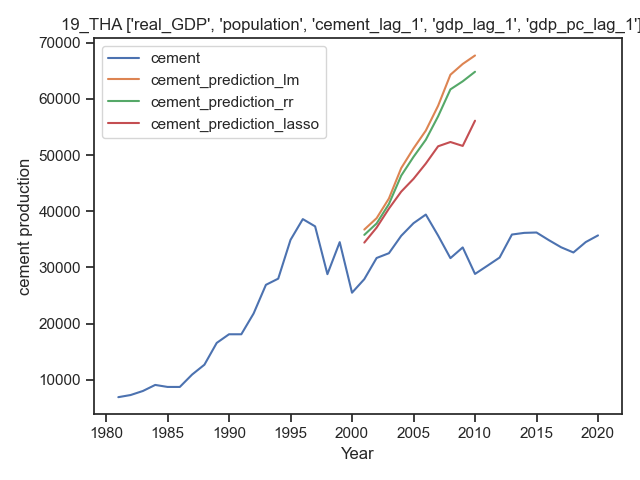 19_THA ['real_GDP', 'population', 'cement_lag_1', 'gdp_lag_1', 'gdp_pc_lag_1']
cement
cement_prediction_lm
cement_prediction_rr
cement_prediction_lasso
cement production
70000
60000
50000
40000
30000
20000
10000
1980 1985 1990 1995 2000 2005 2010 2015 2020
Year